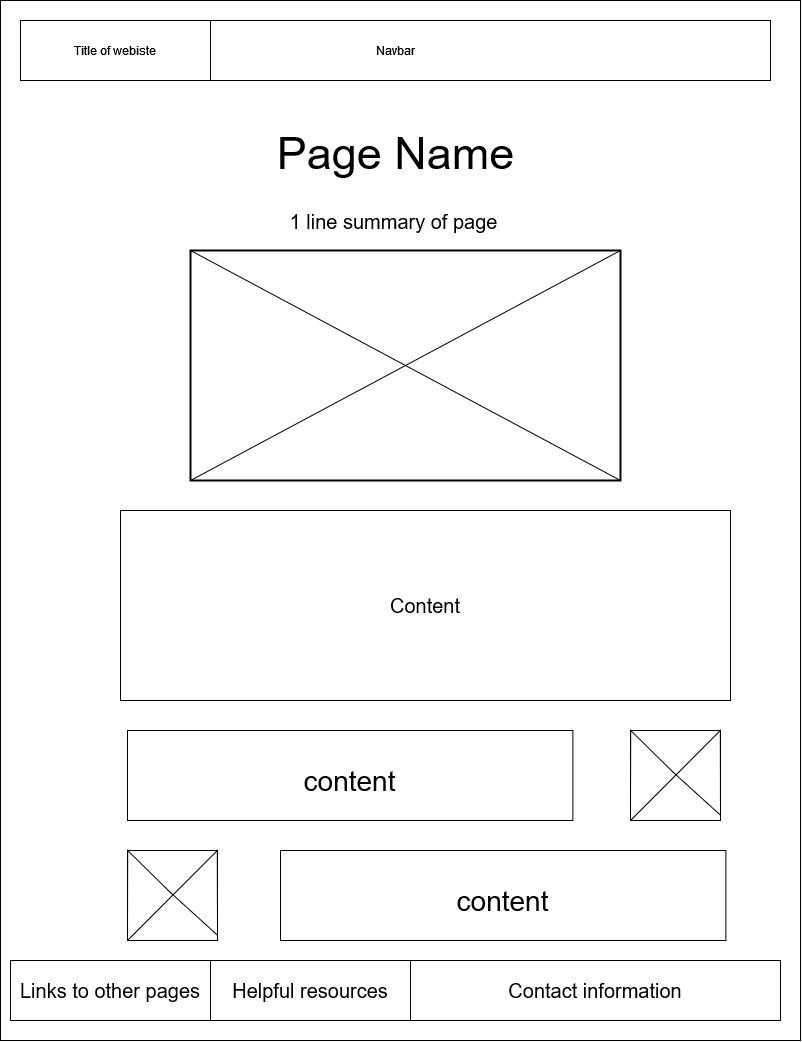 Title of webiste
Navbar
Page Name
1 line summary of page
Content
content
content
Links to other pages
Helpful resources
Contact information